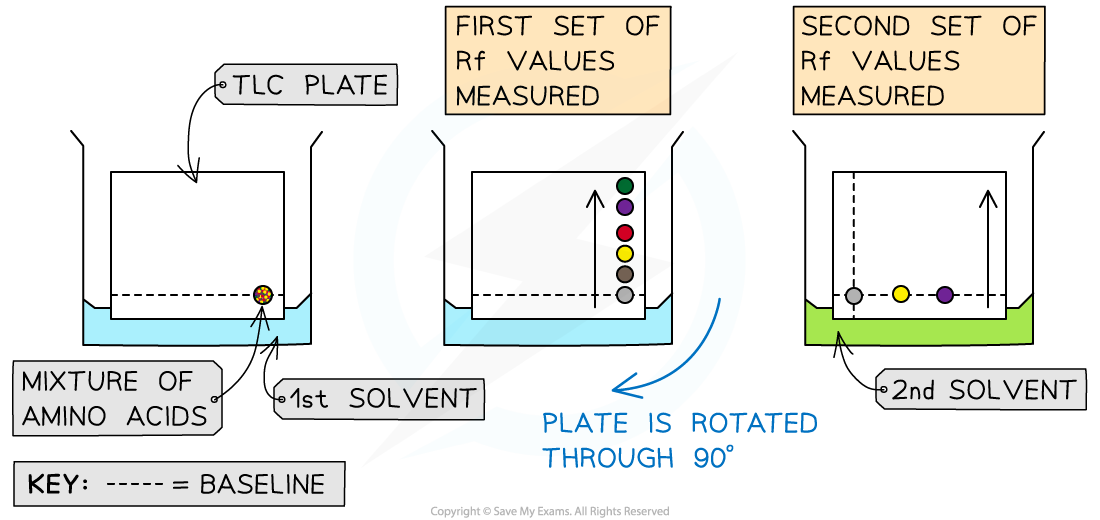 FIRST SET OF
Rf VALUES
MEASURED
SECOND SET OF
Rf VALUES
MEASURED
TLC PLATE
MIXTURE OF
AMINO ACIDS
1st SOLVENT
2nd SOLVENT
PLATE IS ROTATED
THROUGH 90°
KEY: ----- = BASELINE
Copyright © Save My Exams. All Rights Reserved